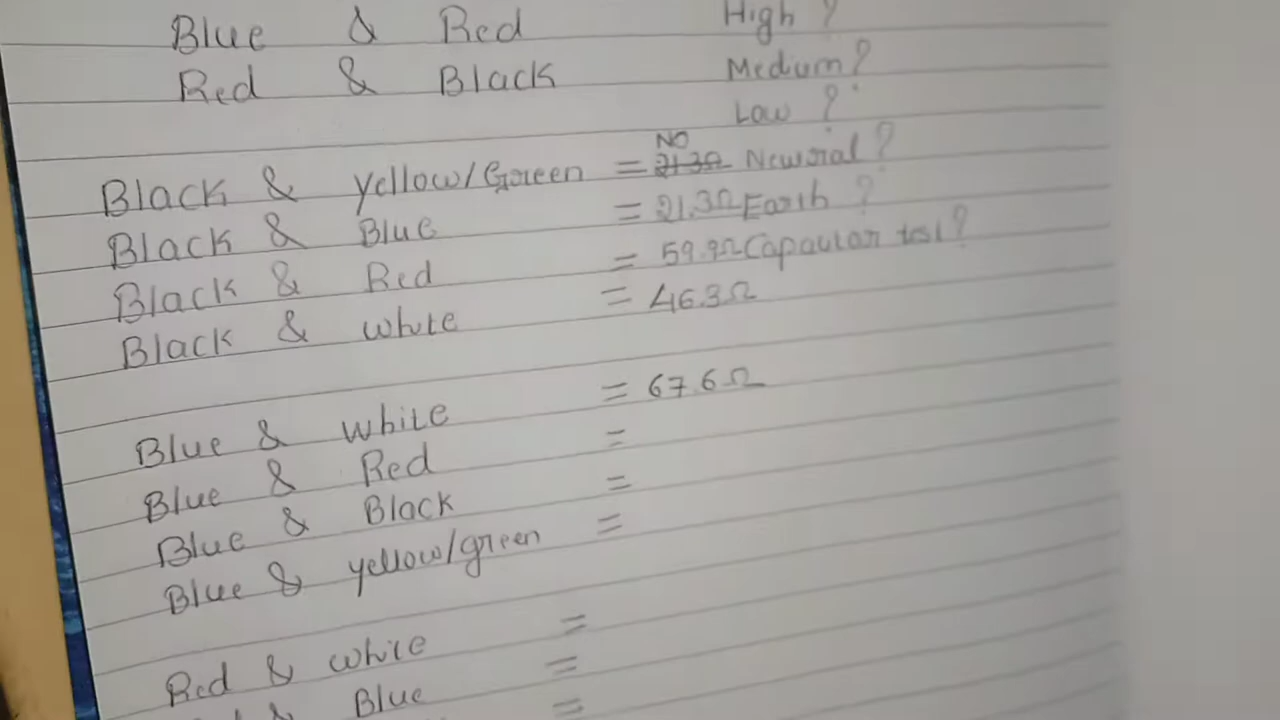 Blue & Red High ?
Red & Black Medium?
Low ?
NO
Black & yellow/Green = 21.3Ω Newrial ?
Black & Blue = 21.3Ω Earth ?
Black & Red = 59.9Ω Capacitor test?
Black & white = 46.3Ω
Blue & white = 67.6Ω
Blue & Red =
Blue & Black =
Blue & yellow/green =
Red & white =
& Blue =
=